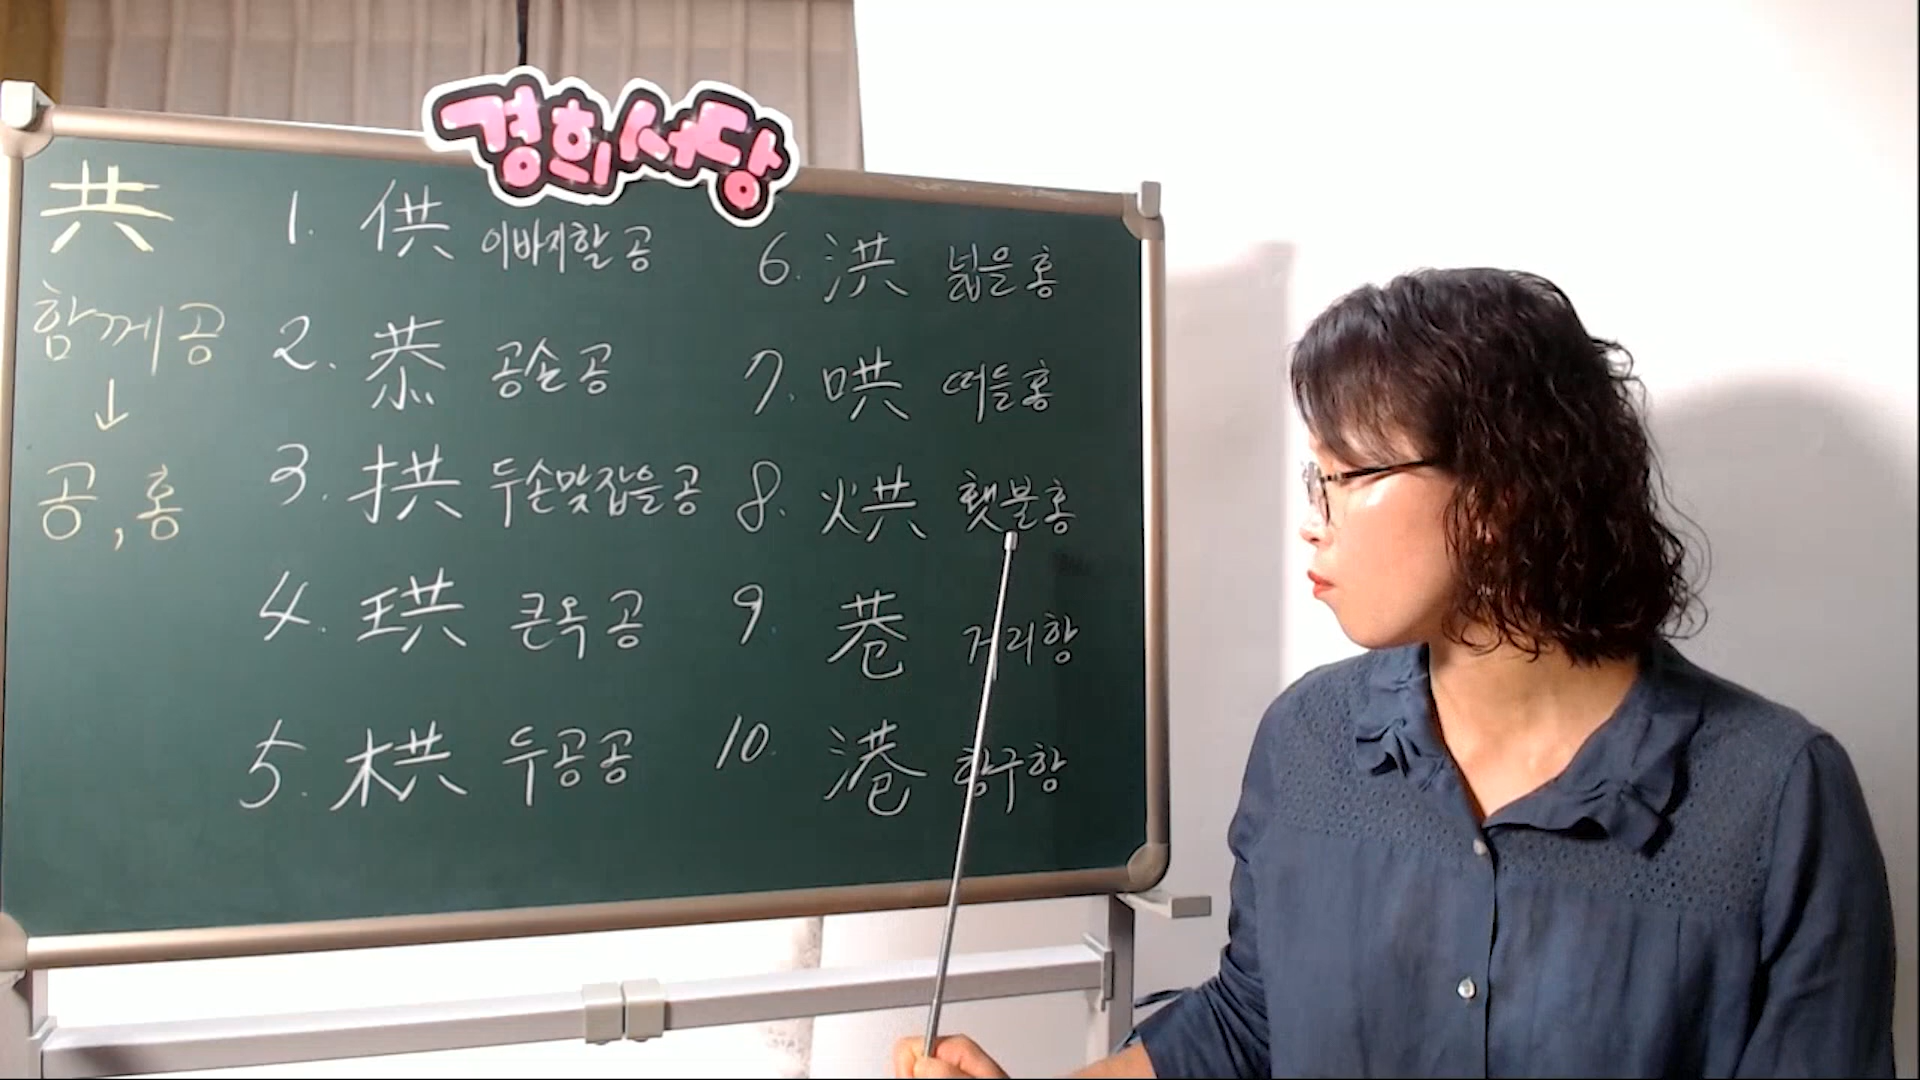 경희서당
共
함께공
↓
공, 홍
1. 供 이바지할 공
2. 恭 공손 공
3. 拱 두손맞잡을 공
4. 珙 큰옥 공
5. 栱 두공 공
6. 洪 넓을 홍
7. 哄 떠들 홍
8. 烘 횃불 홍
9. 巷 거리 항
10. 港 항구 항